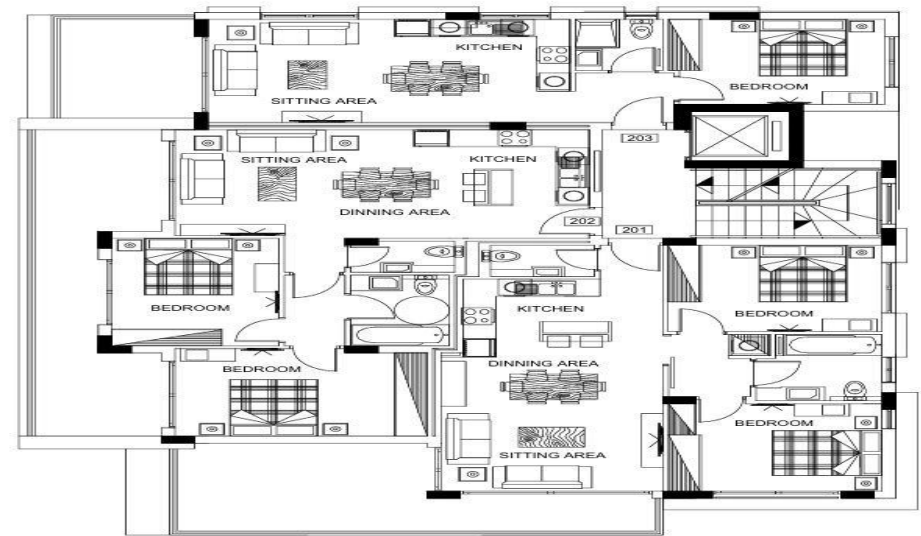 KITCHEN
SITTING AREA
BEDROOM
203
SITTING AREA
KITCHEN
DINNING AREA
202
201
BEDROOM
KITCHEN
BEDROOM
DINNING AREA
BEDROOM
BEDROOM
SITTING AREA